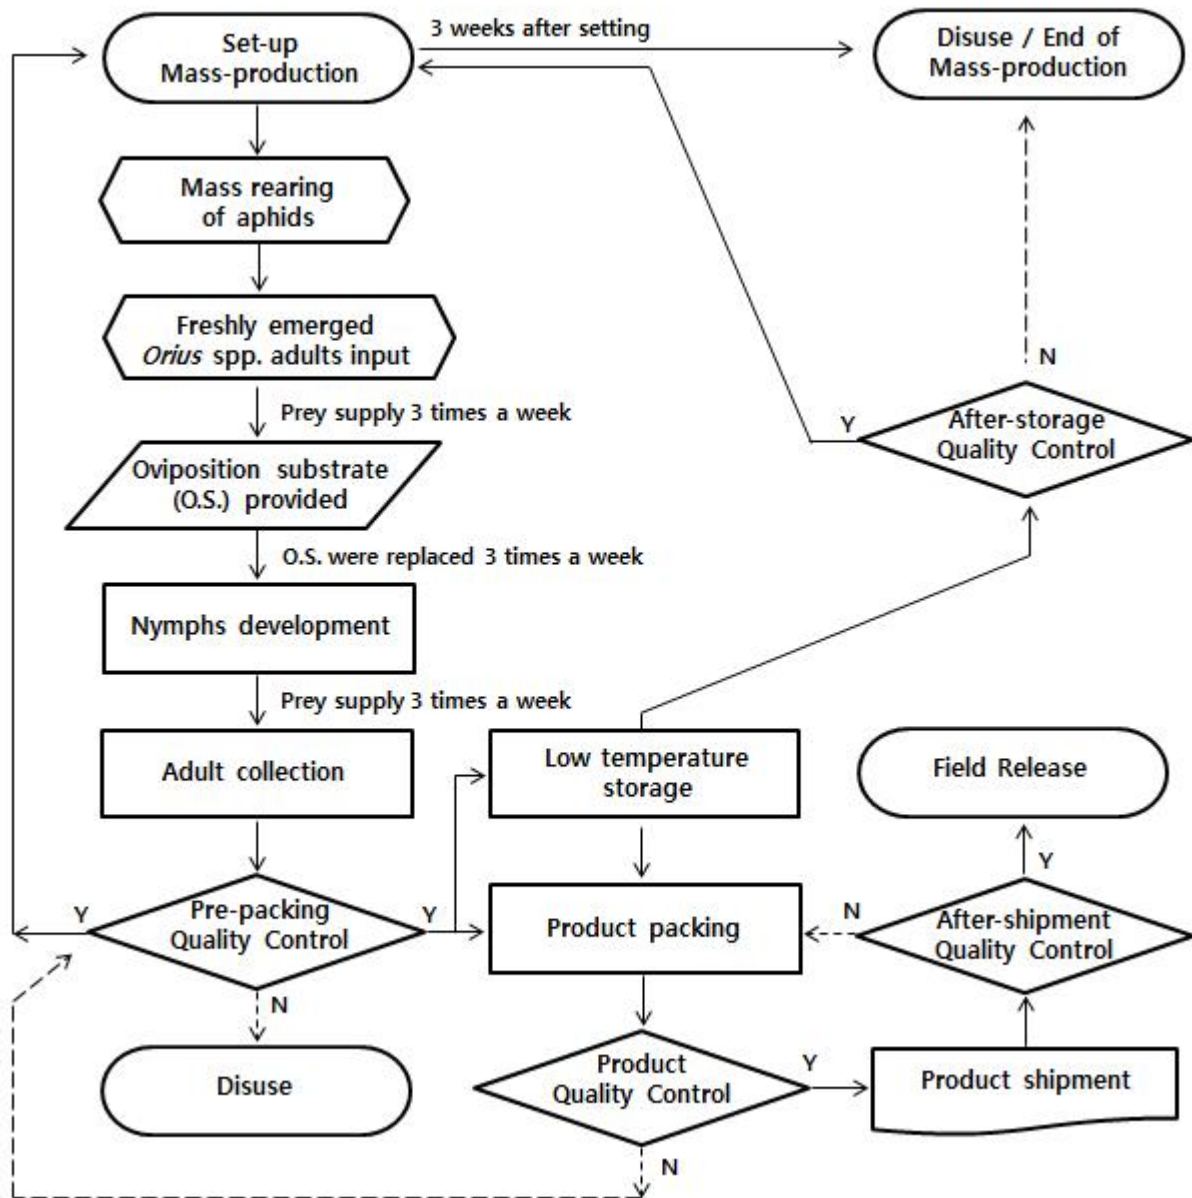 Set-up
Mass-production
3 weeks after setting
Disuse / End of
Mass-production
Mass rearing
of aphids
Freshly emerged
Orius spp. adults input
Prey supply 3 times a week
Oviposition substrate
(O.S.) provided
O.S. were replaced 3 times a week
Nymphs development
Prey supply 3 times a week
Adult collection
Pre-packing
Quality Control
Y
Y
N
Disuse
Low temperature
storage
Product packing
Product
Quality Control
Y
N
Product shipment
After-shipment
Quality Control
N
Y
Field Release
After-storage
Quality Control
Y
N